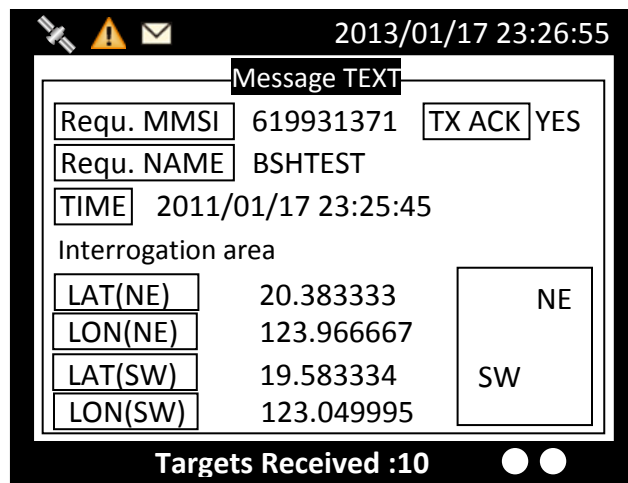 2013/01/17 23:26:55
Message TEXT
Requ. MMSI 619931371 TX ACK YES
Requ. NAME BSHTEST
TIME 2011/01/17 23:25:45
Interrogation area
LAT(NE) 20.383333 NE
LON(NE) 123.966667
LAT(SW) 19.583334 SW
LON(SW) 123.049995
Targets Received :10